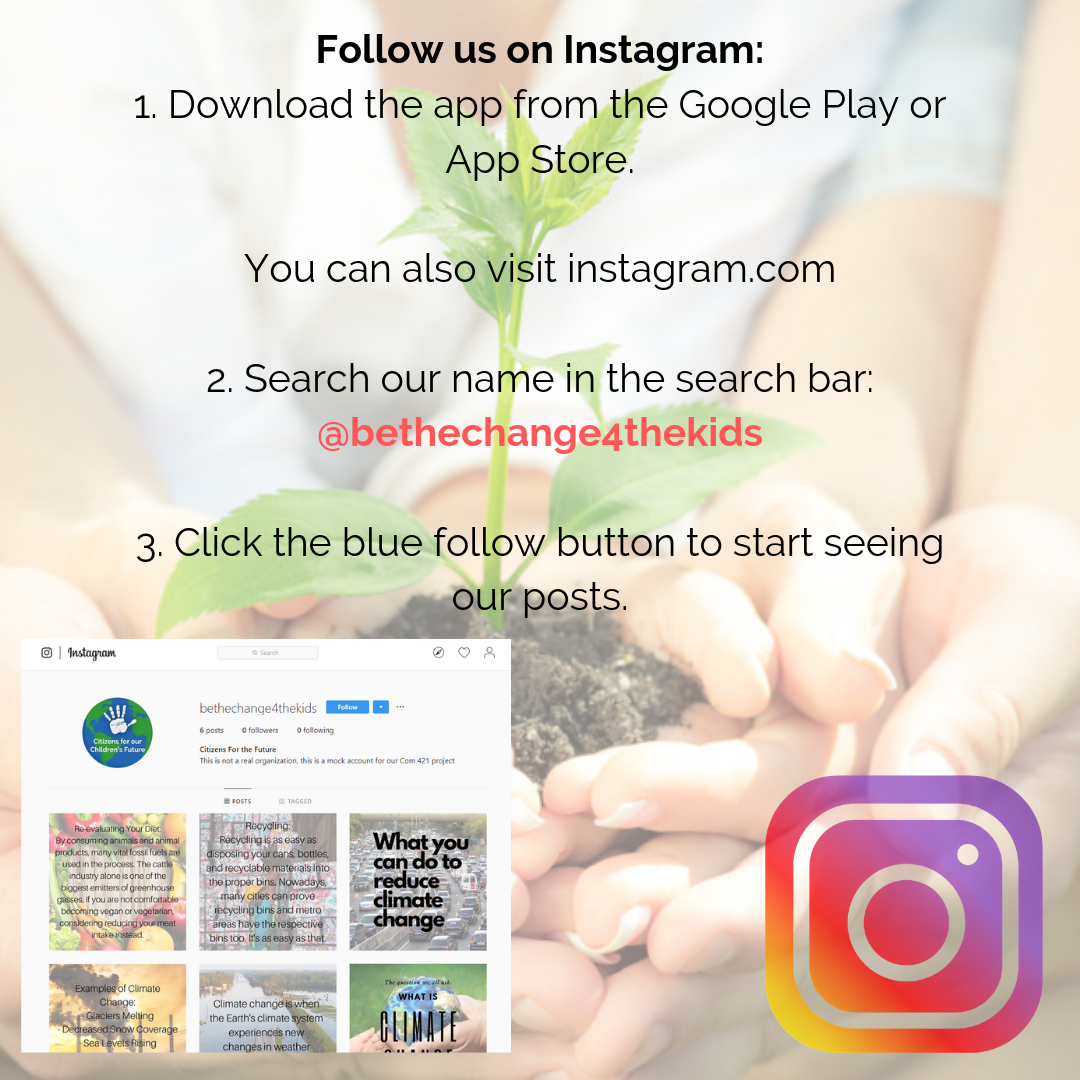 Follow us on Instagram:
1. Download the app from the Google Play or
App Store.
You can also visit instagram.com
2. Search our name in the search bar:
@bethechange4thekids
3. Click the blue follow button to start seeing
our posts.
Instagram
Search
bethechange4thekids Follow
6 posts 0 followers 0 following
Citizens For the Future
This is not a real organization, this is a mock account for our Com 421 project
Citizens for our
Children's Future
POSTS TAGGED
Re-evaluating Your Diet:
By consuming animals and animal
products, many vital fossil fuels are
used in the process. The cattle
industry alone is one of the
biggest emitters of greenhouse
gasses. If you are not comfortable
becoming vegan or vegetarian,
considering reducing your meat
intake instead.
Recycling:
Recycling is as easy as
disposing your cans, bottles,
and recyclable materials into
the proper bins. Nowadays,
many cities can prove
recycling bins and metro
areas have the respective
bins too. It's as easy as that.
What you
can do to
reduce
climate
change
Examples of Climate
Change:
- Glaciers Melting
- Decreased Snow Coverage
- Sea Levels Rising
Climate change is when
the Earth's climate system
experiences new
changes in weather
The question we all ask:
WHAT IS
CLIMATE
CHANGE